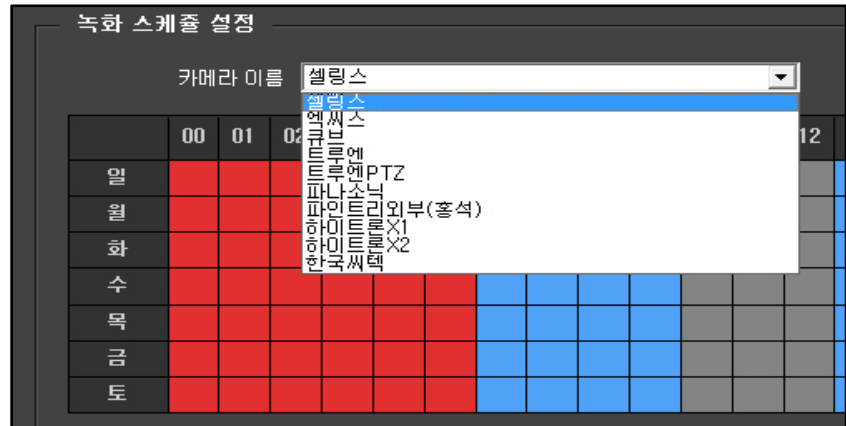 녹화 스케쥴 설정
카메라 이름 셀링스
셀링스
엑씨스
00 01 02 12
큐브
트루엔
트루엔PTZ
일
파나소닉
파인트리외부(홍석)
월
하이트론X1
하이트론X2
화
한국씨텍
수
목
금
토